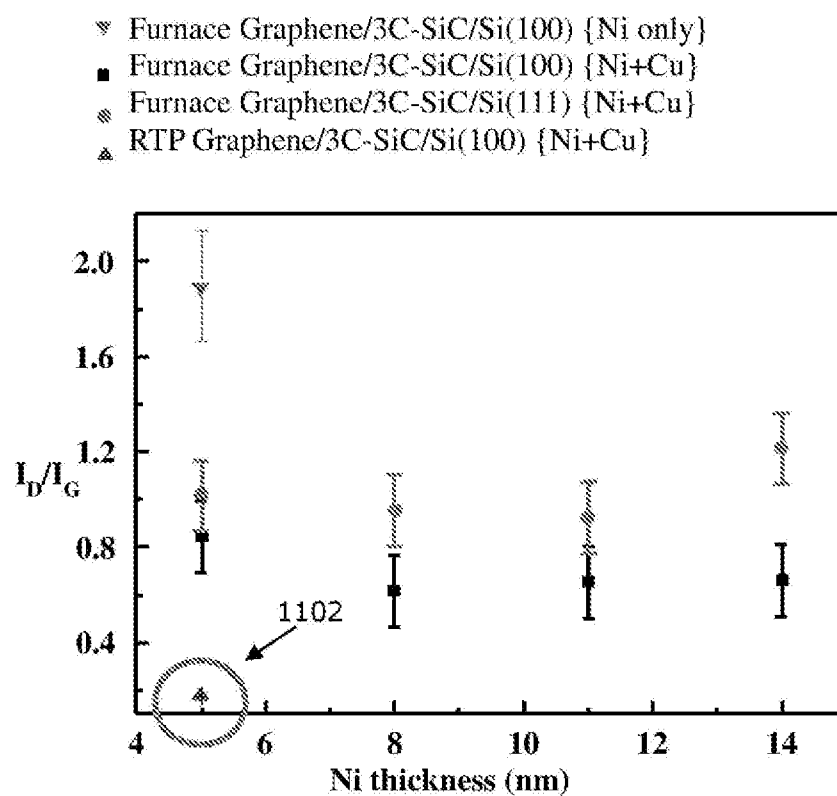 Furnace Graphene/3C-SiC/Si(100) {Ni only}
Furnace Graphene/3C-SiC/Si(100) {Ni+Cu}
Furnace Graphene/3C-SiC/Si(111) {Ni+Cu}
RTP Graphene/3C-SiC/Si(100) {Ni+Cu}
2.0
1.6
1.2
I_D/I_G
0.8
1102
0.4
4 6 8 10 12 14
Ni thickness (nm)